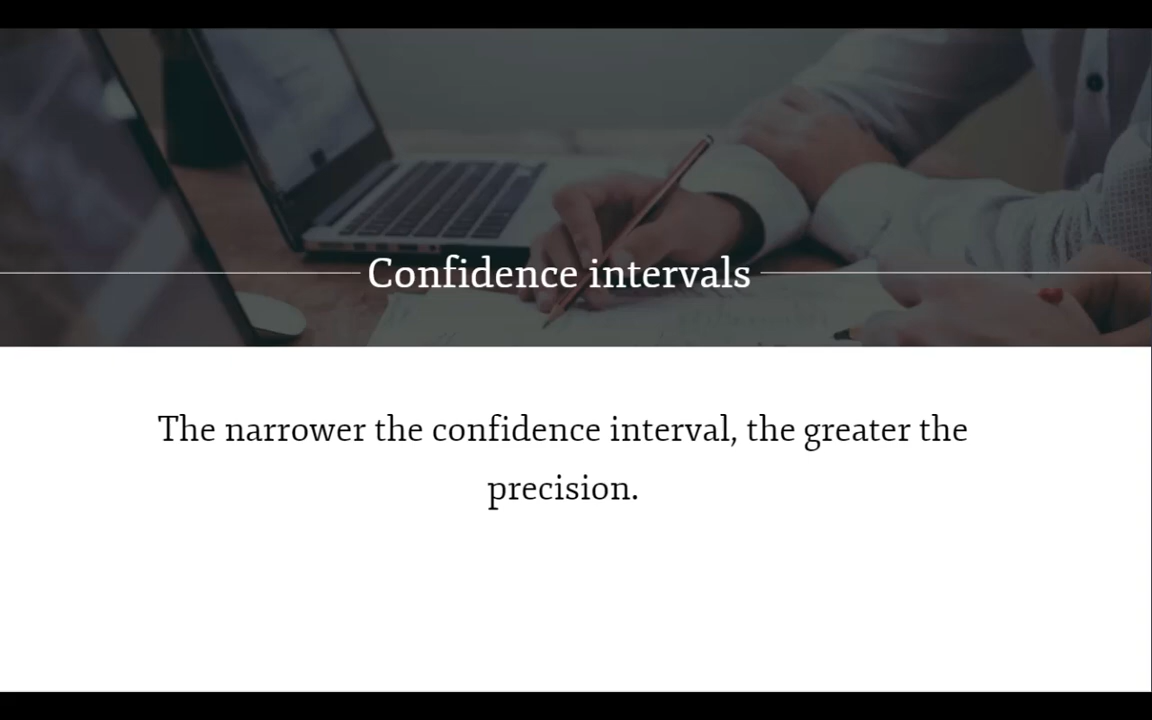 Confidence intervals
The narrower the confidence interval, the greater the
precision.